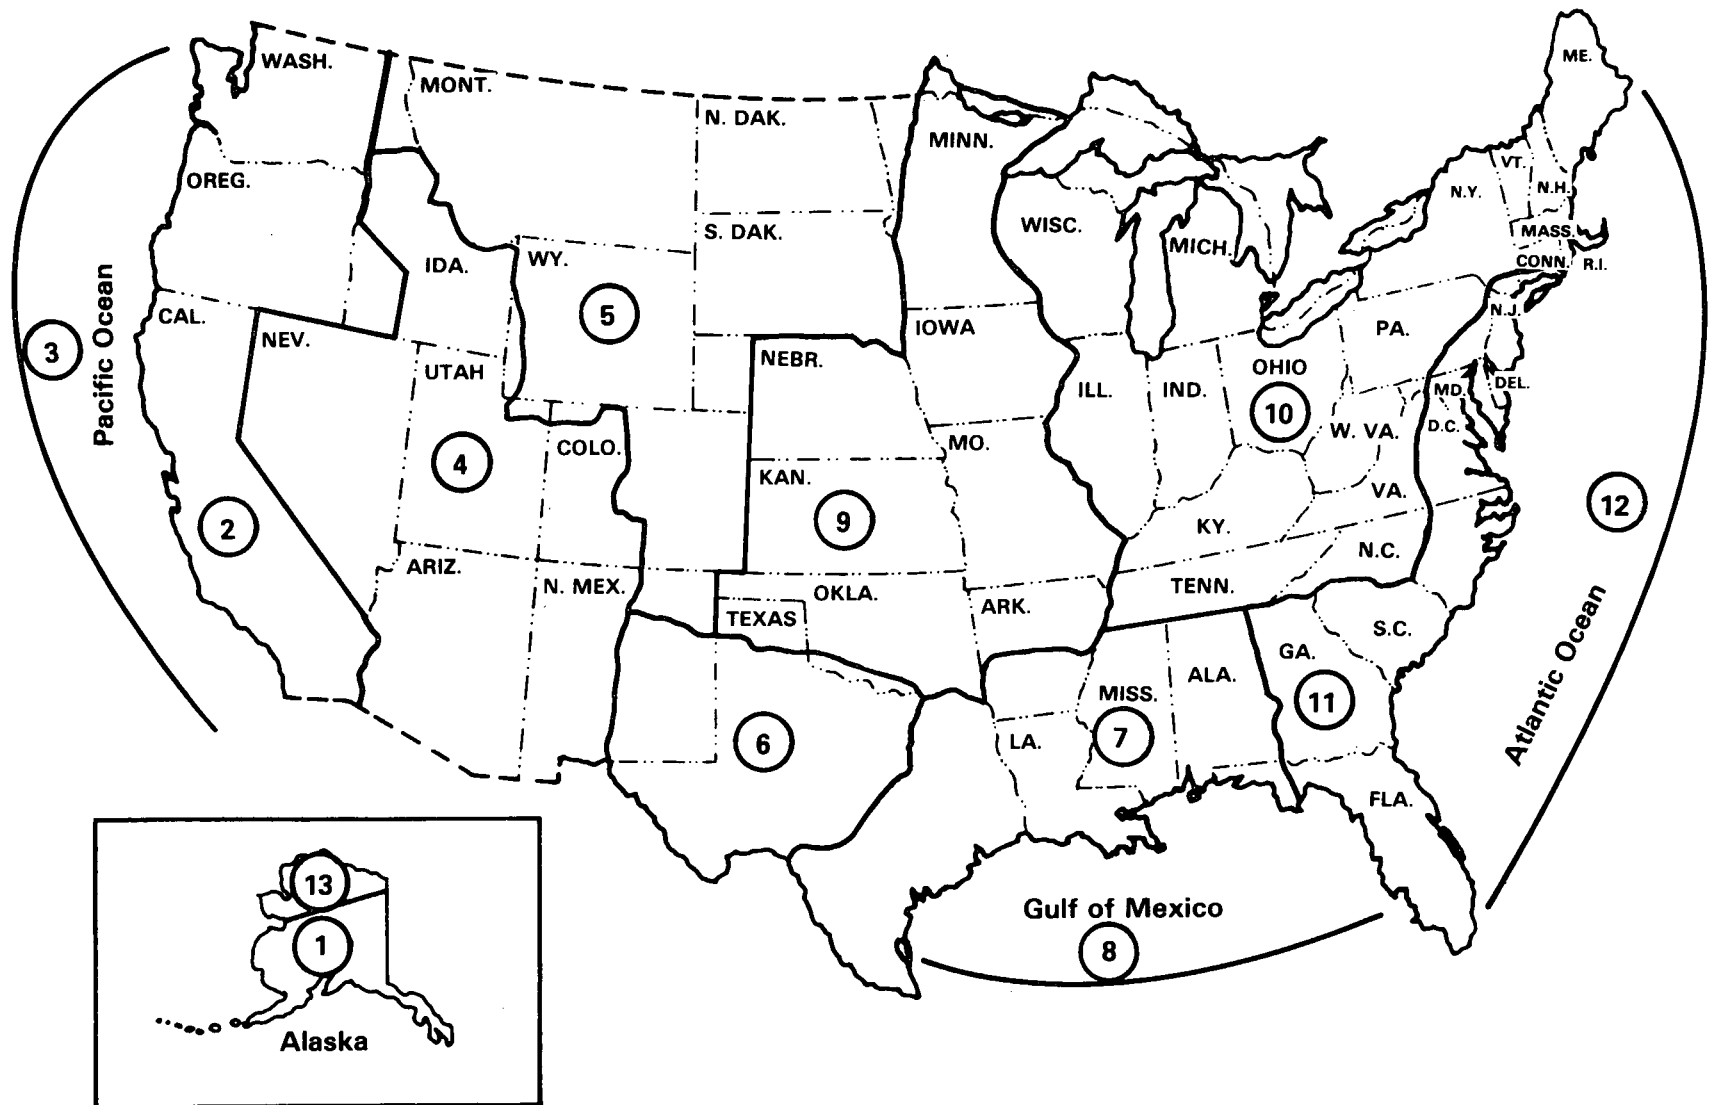 WASH.
MONT.
N. DAK.
MINN.
ME.
OREG.
S. DAK.
WISC.
MICH.
N.Y.
VT.
N.H.
MASS.
CONN.
R.I.
IDA.
WY.
5
CAL.
NEV.
UTAH
NEBR.
IOWA
ILL.
IND.
OHIO
10
PA.
N.J.
MD.
DEL.
D.C.
3
Pacific Ocean
4
COLO.
KAN.
MO.
W. VA.
VA.
2
9
KY.
12
ARIZ.
N. MEX.
TEXAS
OKLA.
ARK.
TENN.
N.C.
S.C.
GA.
11
ALA.
MISS.
7
LA.
6
FLA.
Atlantic Ocean
Gulf of Mexico
8
13
1
Alaska